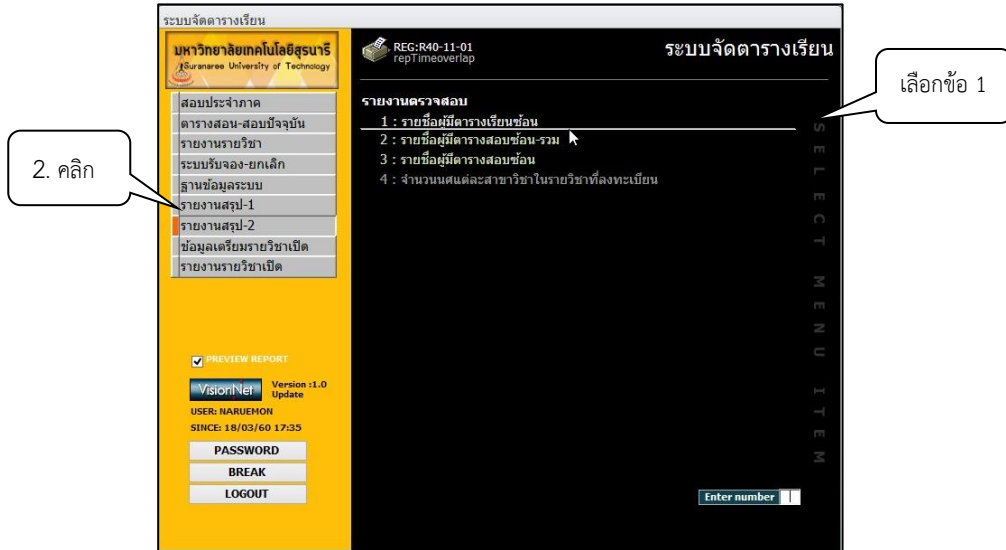 ระบบจัดตารางเรียน
มหาวิทยาลัยเทคโนโลยีสุรนารี
Suranaree University of Technology
REG:R40-11-01
repTimeoverlap
ระบบจัดตารางเรียน
เลือกข้อ 1
สอบประจำภาค
ตารางสอน-สอบปัจจุบัน
รายงานรายวิชา
ระบบรับจอง-ยกเลิก
ฐานข้อมูลระบบ
รายงานสรุป-1
รายงานสรุป-2
ข้อมูลเตรียมรายวิชาเปิด
รายงานรายวิชาเปิด
2. คลิก
รายงานตรวจสอบ
1 : รายชื่อผู้มีตารางเรียนซ้อน
2 : รายชื่อผู้มีตารางสอบซ้อน-รวม
3 : รายชื่อผู้มีตารางสอบซ้อน
4 : จำนวนนศแต่ละสาขาวิชาในรายวิชาที่ลงทะเบียน
SELECT MENU ITEM
PREVIEW REPORT
VisionNet
Version :1.0
Update
USER: NARUEMON
SINCE: 18/03/60 17:35
PASSWORD
BREAK
LOGOUT
Enter number